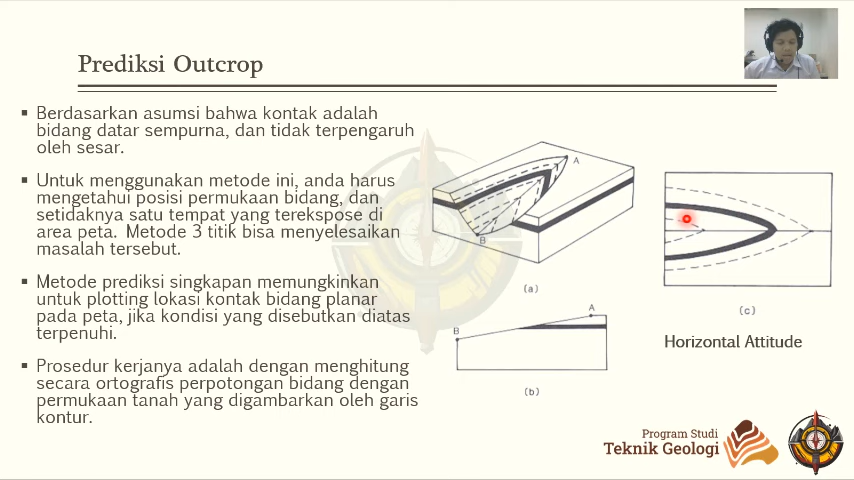 Prediksi Outcrop
▪ Berdasarkan asumsi bahwa kontak adalah
bidang datar sempurna, dan tidak terpengaruh
oleh sesar.
▪ Untuk menggunakan metode ini, anda harus
mengetahui posisi permukaan bidang, dan
setidaknya satu tempat yang terekspose di
area peta. Metode 3 titik bisa menyelesaikan
masalah tersebut.
▪ Metode prediksi singkapan memungkinkan
untuk plotting lokasi kontak bidang planar
pada peta, jika kondisi yang disebutkan diatas
terpenuhi.
▪ Prosedur kerjanya adalah dengan menghitung
secara ortografis perpotongan bidang dengan
permukaan tanah yang digambarkan oleh garis
kontur.
A
B
(a)
A
B
(b)
(c)
Horizontal Attitude
Program Studi
Teknik Geologi